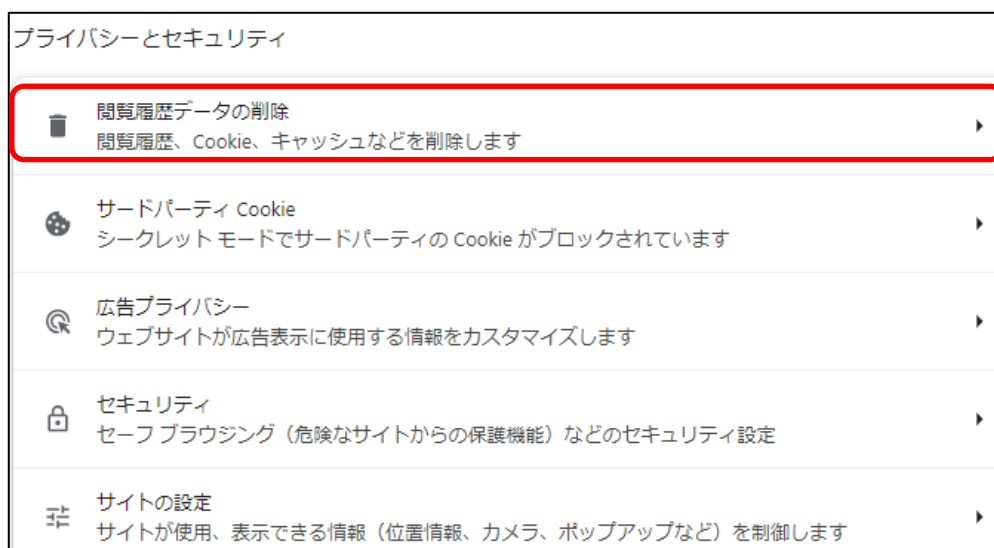 プライバシーとセキュリティ
閲覧履歴データの削除
閲覧履歴、Cookie、キャッシュなどを削除します
サードパーティ Cookie
シークレット モードでサードパーティの Cookie がブロックされています
広告プライバシー
ウェブサイトが広告表示に使用する情報をカスタマイズします
セキュリティ
セーフ ブラウジング（危険なサイトからの保護機能）などのセキュリティ設定
サイトの設定
サイトが使用、表示できる情報（位置情報、カメラ、ポップアップなど）を制御します